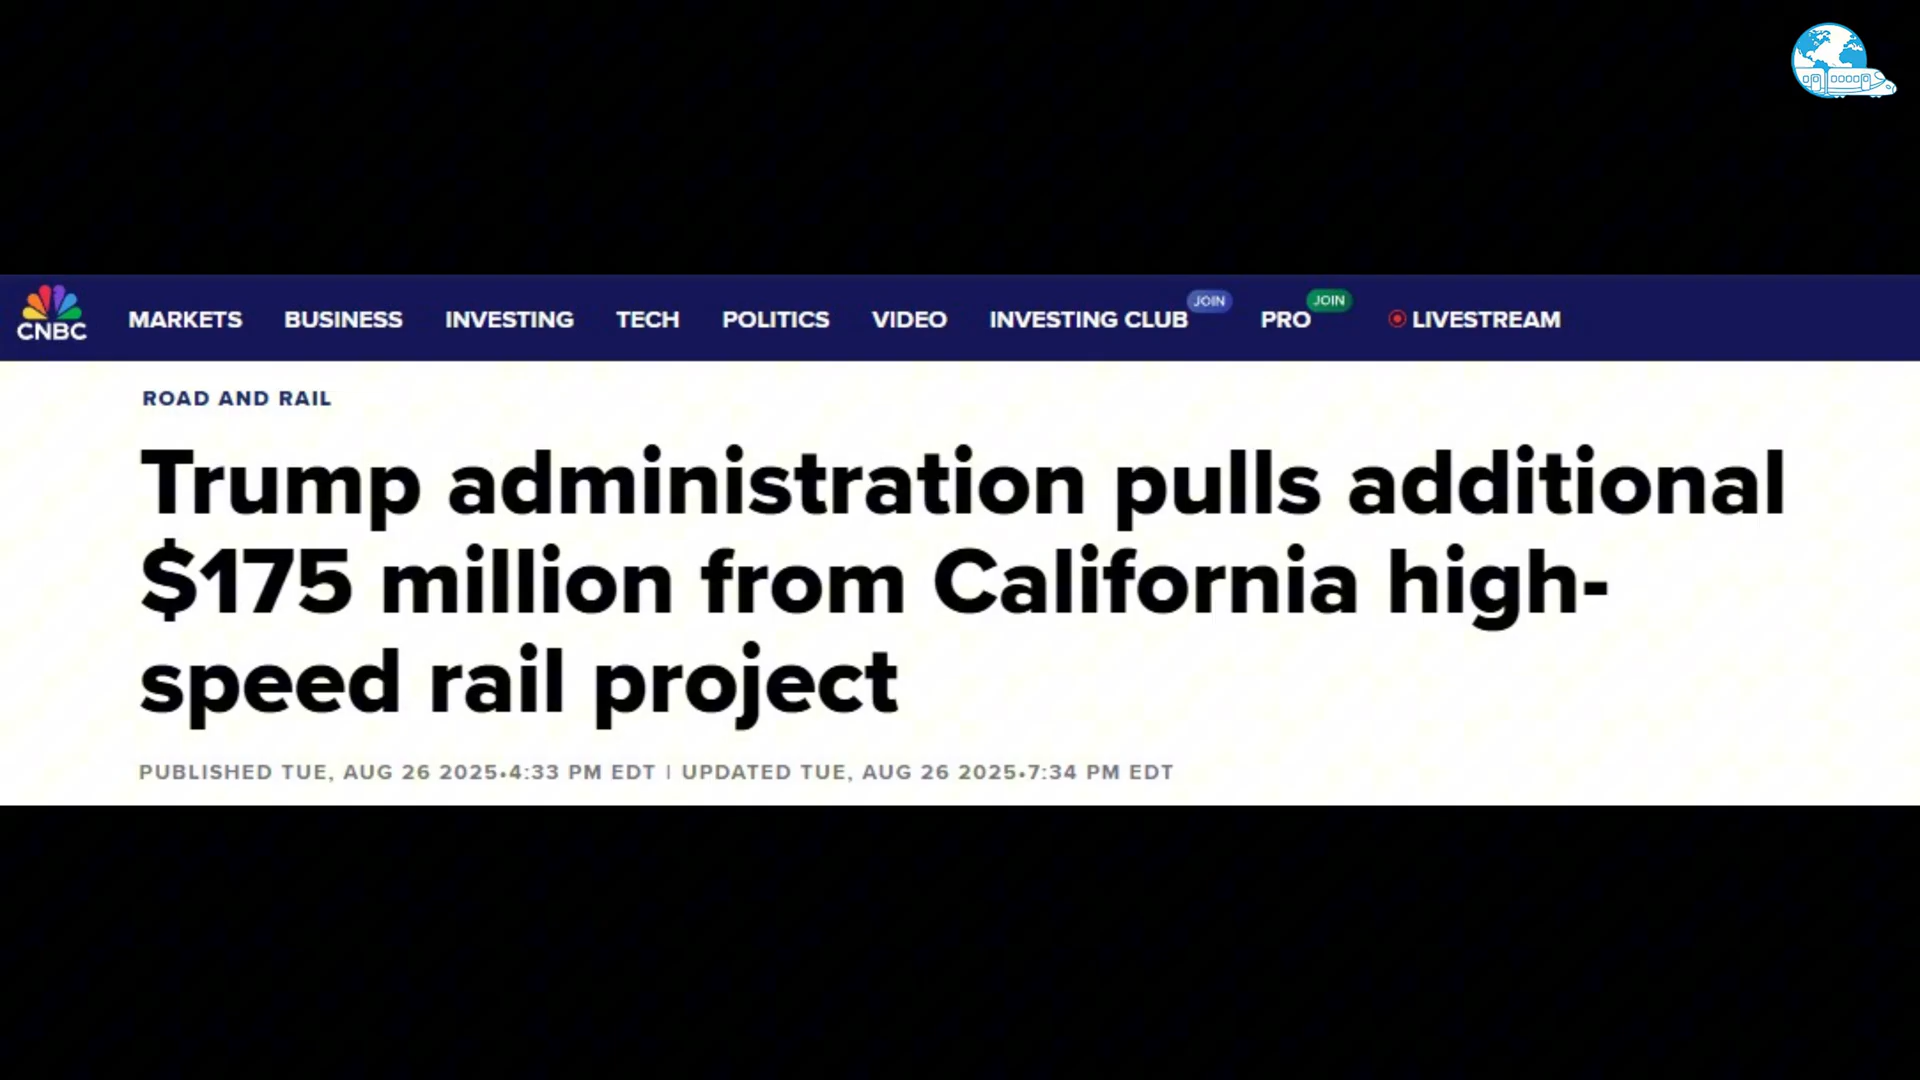 CNBC
MARKETS BUSINESS INVESTING TECH POLITICS VIDEO INVESTING CLUB JOIN PRO JOIN LIVESTREAM
ROAD AND RAIL
Trump administration pulls additional
$175 million from California high-
speed rail project
PUBLISHED TUE, AUG 26 2025•4:33 PM EDT | UPDATED TUE, AUG 26 2025•7:34 PM EDT